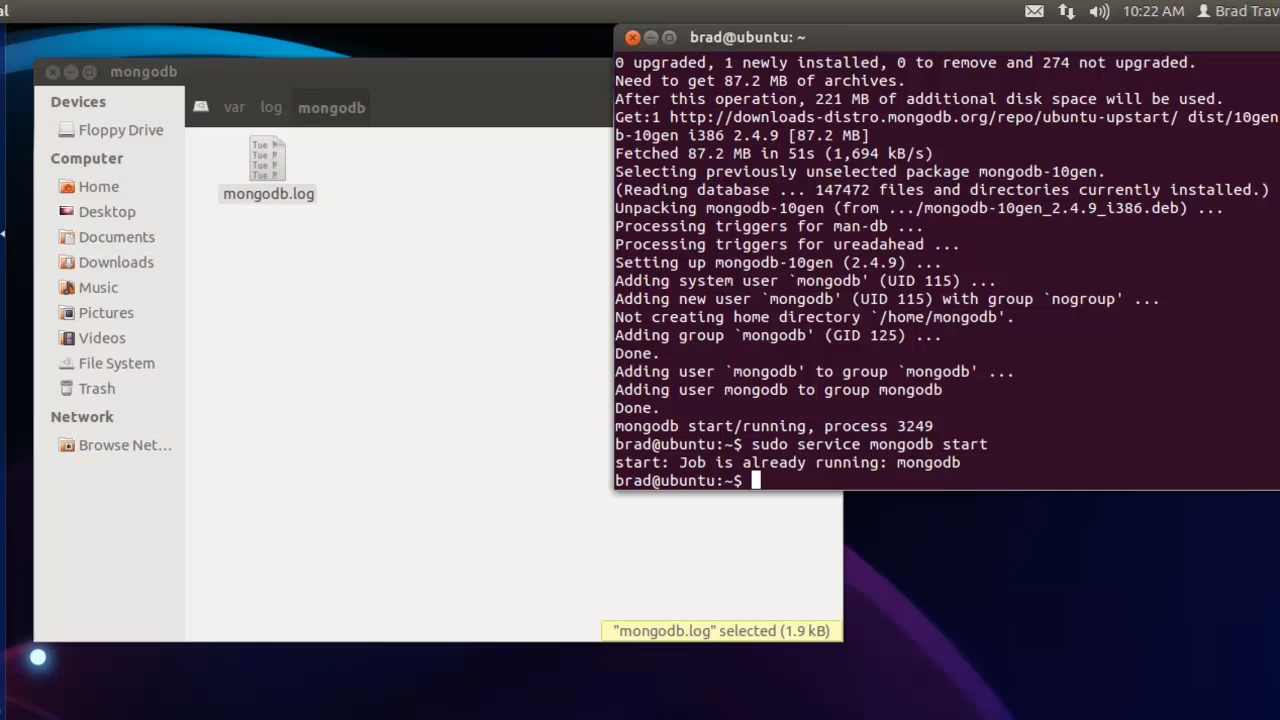 al
10:22 AM
Brad Trav
mongodb
Devices
Floppy Drive
Computer
Home
Desktop
Documents
Downloads
Music
Pictures
Videos
File System
Trash
Network
Browse Net...
var
log
mongodb
Tue M
Tue M
Tue M
Tue M
mongodb.log
"mongodb.log" selected (1.9 kB)
brad@ubuntu: ~
0 upgraded, 1 newly installed, 0 to remove and 274 not upgraded.
Need to get 87.2 MB of archives.
After this operation, 221 MB of additional disk space will be used.
Get:1 http://downloads-distro.mongodb.org/repo/ubuntu-upstart/ dist/10gen
b-10gen i386 2.4.9 [87.2 MB]
Fetched 87.2 MB in 51s (1,694 kB/s)
Selecting previously unselected package mongodb-10gen.
(Reading database ... 147472 files and directories currently installed.)
Unpacking mongodb-10gen (from .../mongodb-10gen_2.4.9_i386.deb) ...
Processing triggers for man-db ...
Processing triggers for ureadahead ...
Setting up mongodb-10gen (2.4.9) ...
Adding system user `mongodb' (UID 115) ...
Adding new user `mongodb' (UID 115) with group `nogroup' ...
Not creating home directory `/home/mongodb'.
Adding group `mongodb' (GID 125) ...
Done.
Adding user `mongodb' to group `mongodb' ...
Adding user mongodb to group mongodb
Done.
mongodb start/running, process 3249
brad@ubuntu:~$ sudo service mongodb start
start: Job is already running: mongodb
brad@ubuntu:~$